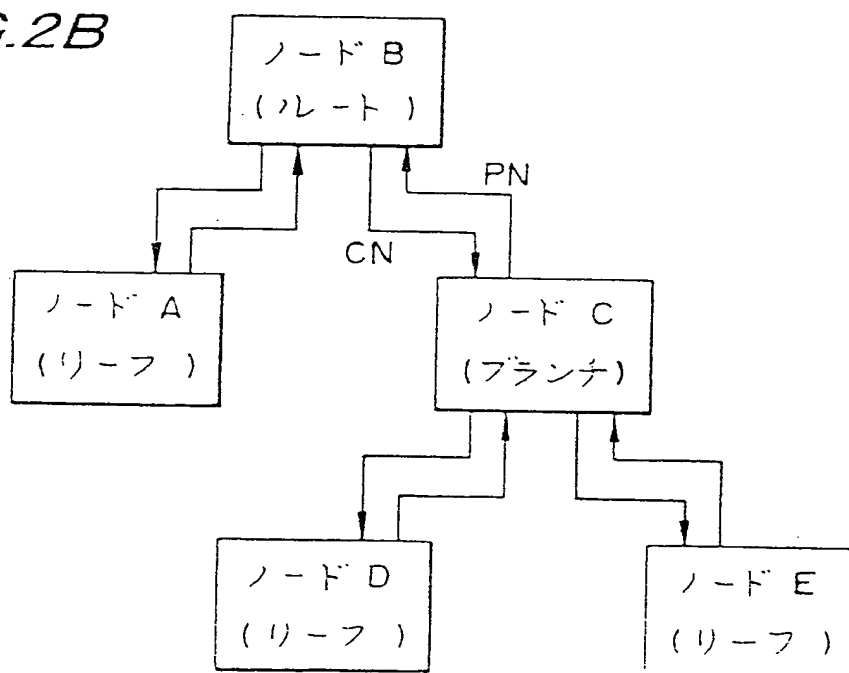 G.2B
ノード B
(ルート)
PN
CN
ノード A
(リーフ)
ノード C
(ブランチ)
ノード D
(リーフ)
ノード E
(リーフ)